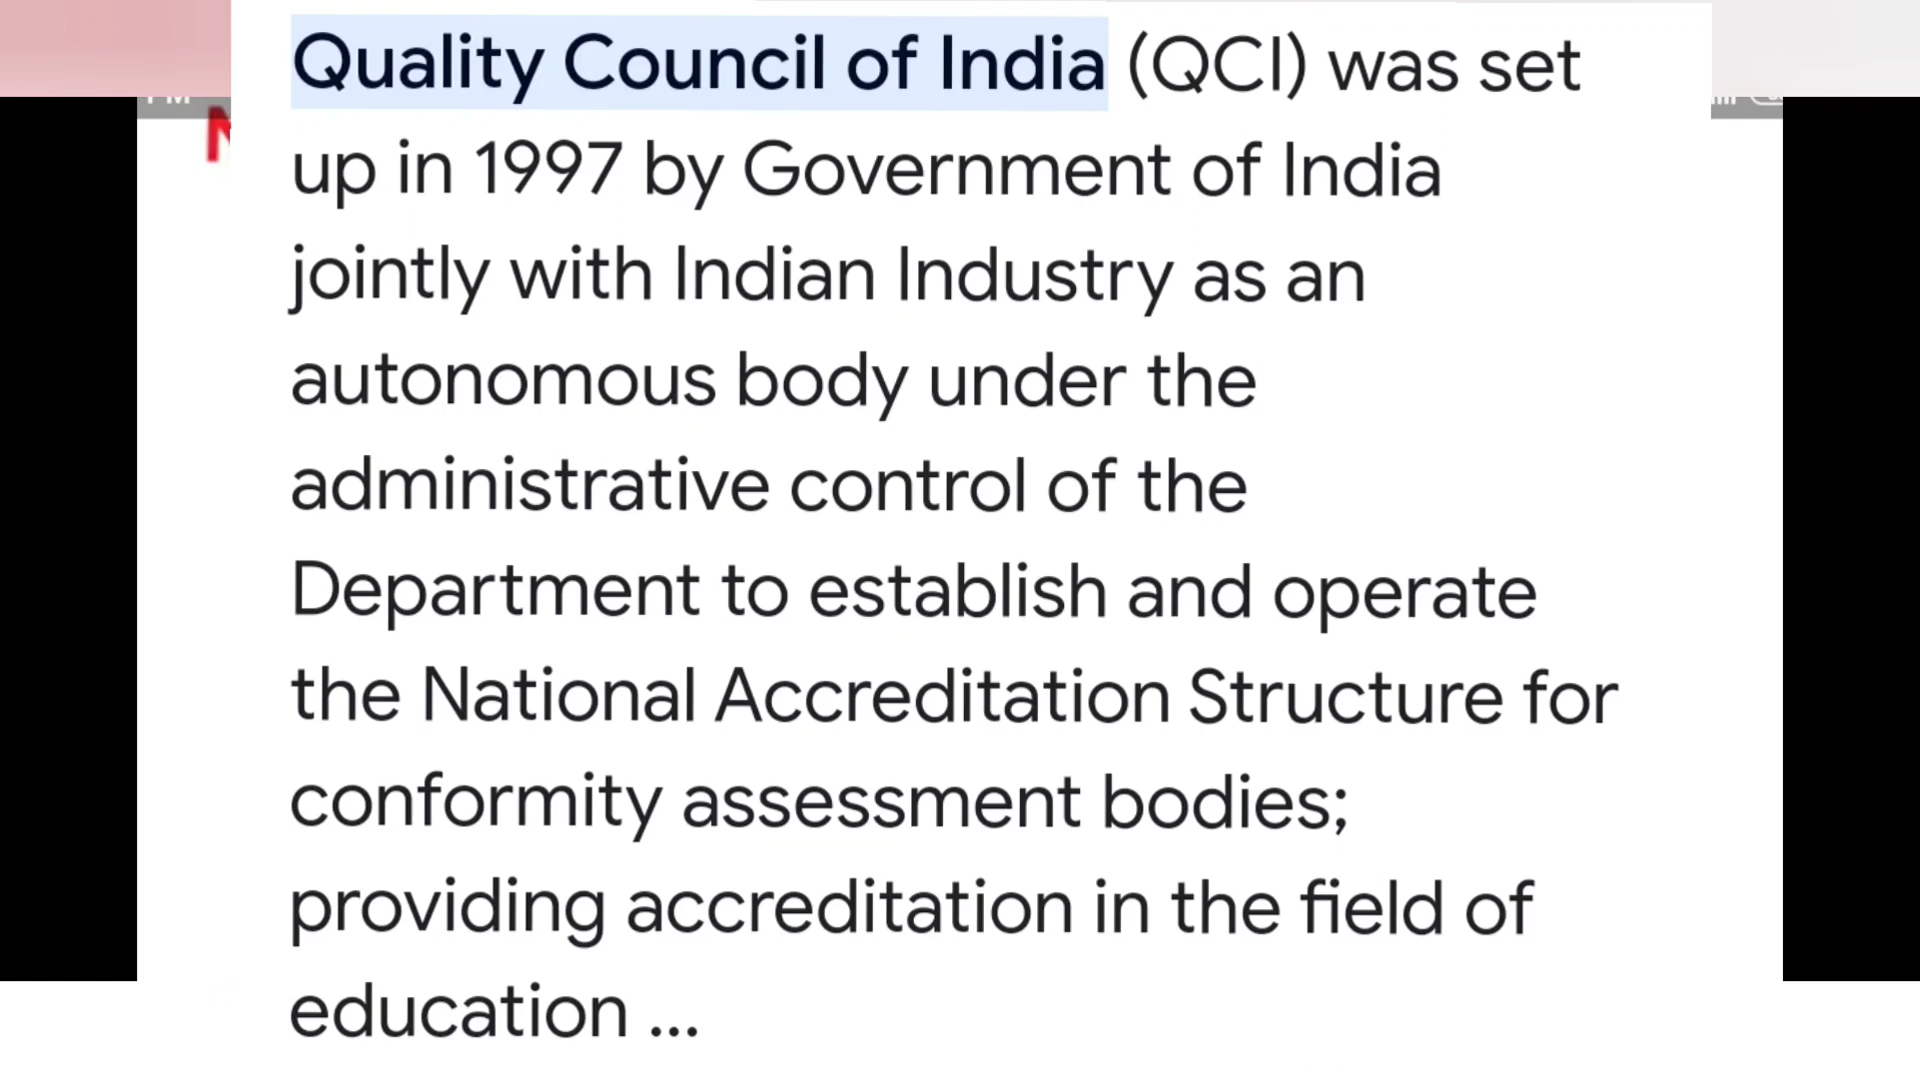 Quality Council of India (QCI) was set
up in 1997 by Government of India
jointly with Indian Industry as an
autonomous body under the
administrative control of the
Department to establish and operate
the National Accreditation Structure for
conformity assessment bodies;
providing accreditation in the field of
education ...